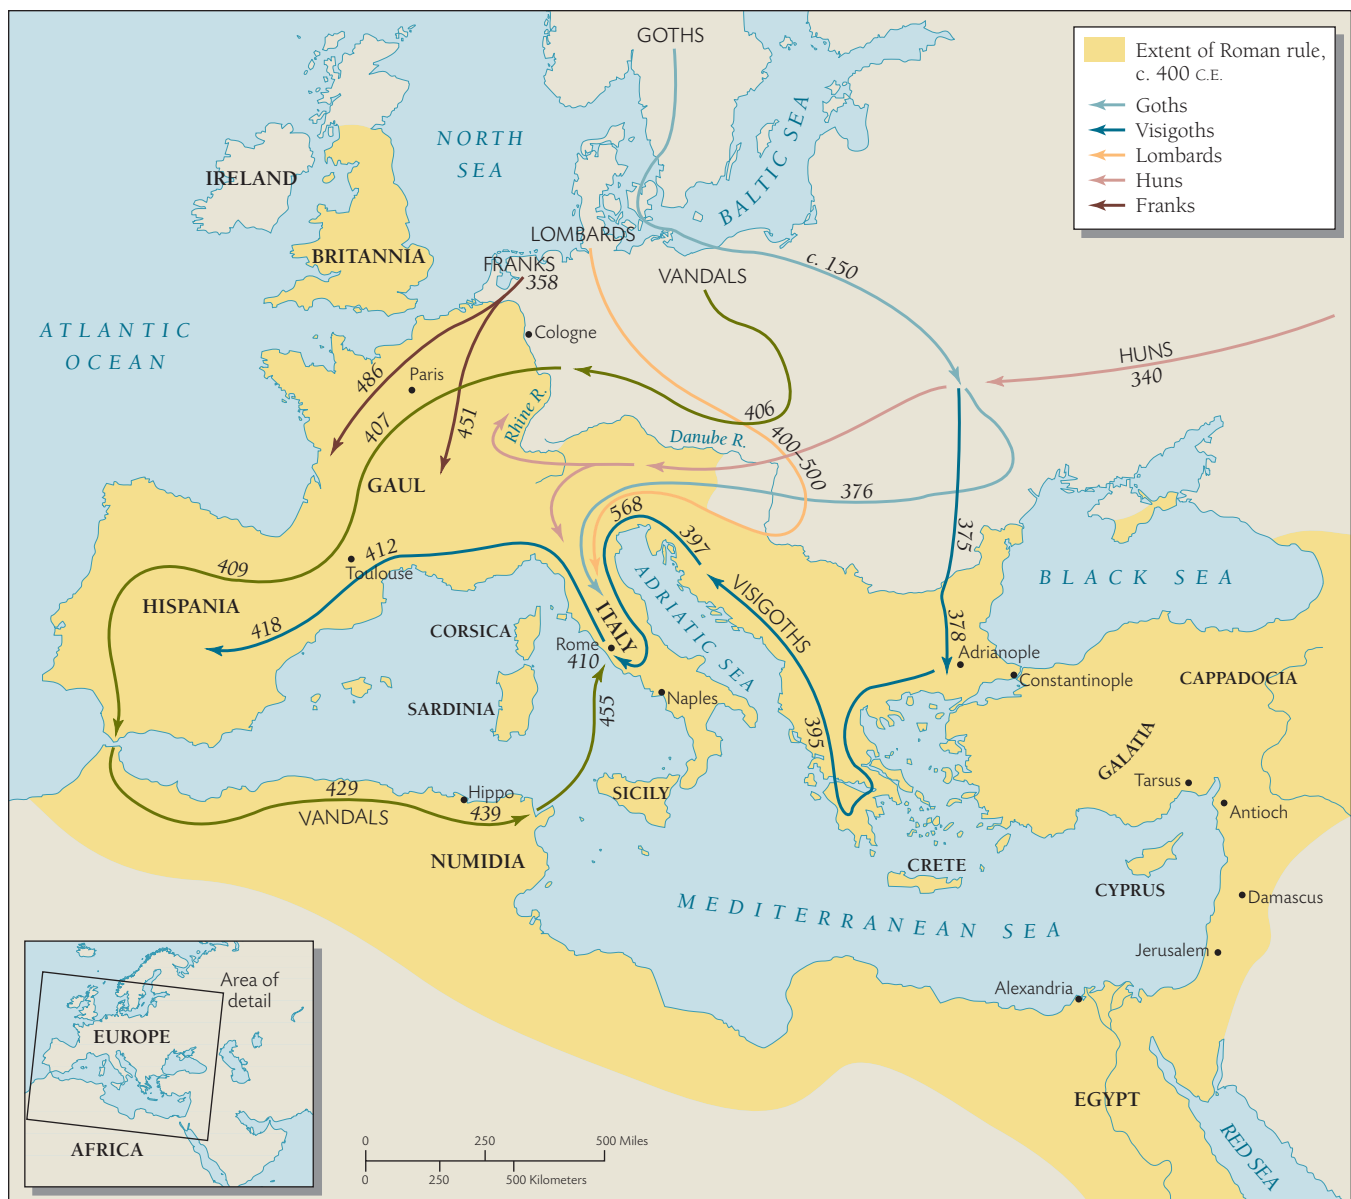 GOTHS
Extent of Roman rule,
c. 400 C.E.
Goths
Visigoths
Lombards
Huns
Franks
NORTH
SEA
BALTIC SEA
IRELAND
BRITANNIA
LOMBARDS
FRANKS
358
VANDALS
c. 150
ATLANTIC
OCEAN
Cologne
HUNS
340
Paris
486
407
451
Rhine R.
406
Danube R.
400–500
GAUL
376
568
397
375
412
Toulouse
409
HISPANIA
418
BLACK SEA
ADRIATIC SEA
VISIGOTHS
ITALY
CORSICA
Rome
410
378
Adrianople
Constantinople
CAPPADOCIA
SARDINIA
Naples
455
395
GALATIA
Tarsus
Antioch
429
VANDALS
Hippo
439
SICILY
NUMIDIA
CRETE
CYPRUS
Damascus
MEDITERRANEAN SEA
Jerusalem
Alexandria
EGYPT
RED SEA
Area of
detail
EUROPE
AFRICA
0 250 500 Miles
0 250 500 Kilometers